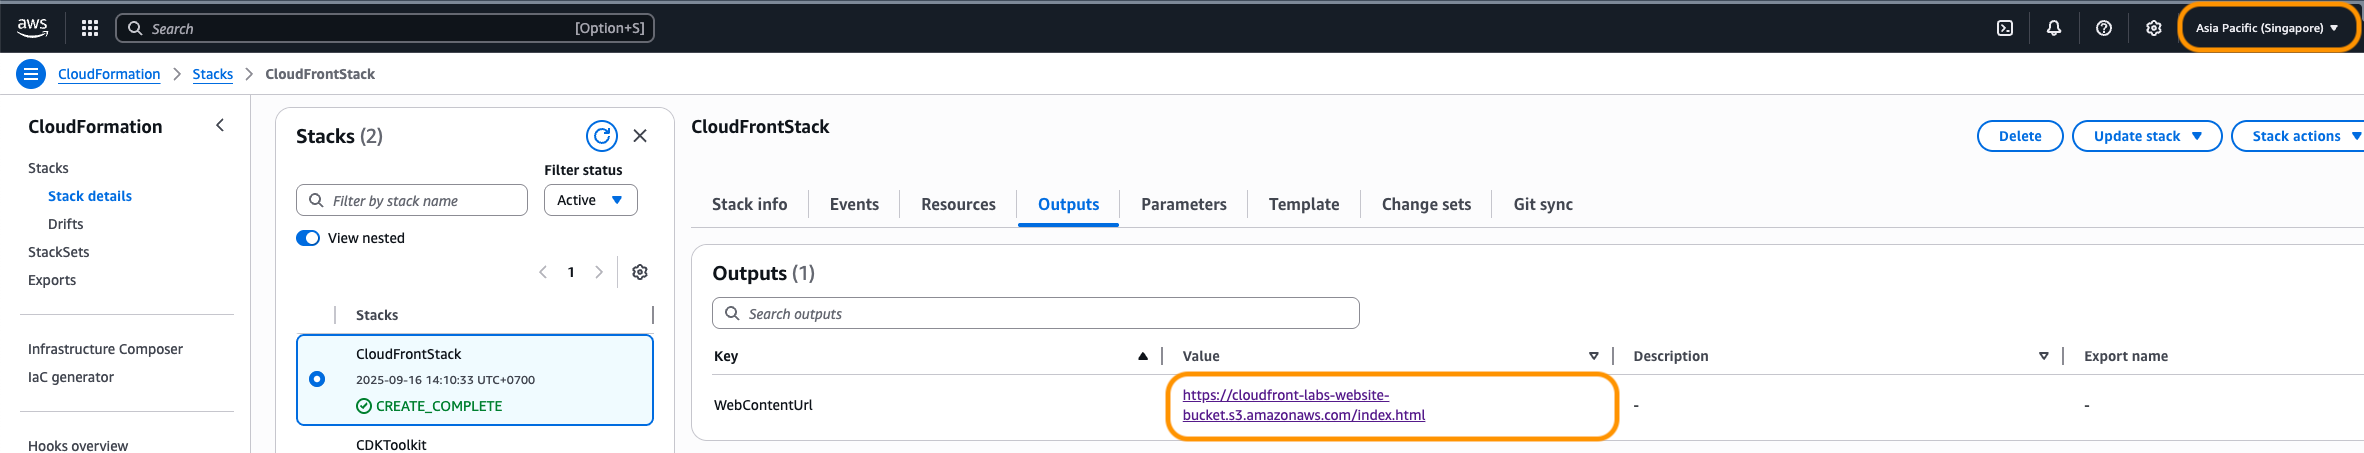 aws
Search
[Option+S]
Asia Pacific (Singapore)
CloudFormation
Stacks
CloudFrontStack
CloudFormation
Stacks
Stack details
Drifts
StackSets
Exports
Infrastructure Composer
IaC generator
Hooks overview
Stacks (2)
Filter status
Filter by stack name
Active
View nested
1
Stacks
CloudFrontStack
2025-09-16 14:10:33 UTC+0700
CREATE_COMPLETE
CDKToolkit
CloudFrontStack
Delete
Update stack
Stack actions
Stack info
Events
Resources
Outputs
Parameters
Template
Change sets
Git sync
Outputs (1)
Search outputs
Key
Value
Description
Export name
WebContentUrl
https://cloudfront-labs-website-
bucket.s3.amazonaws.com/index.html
-
-